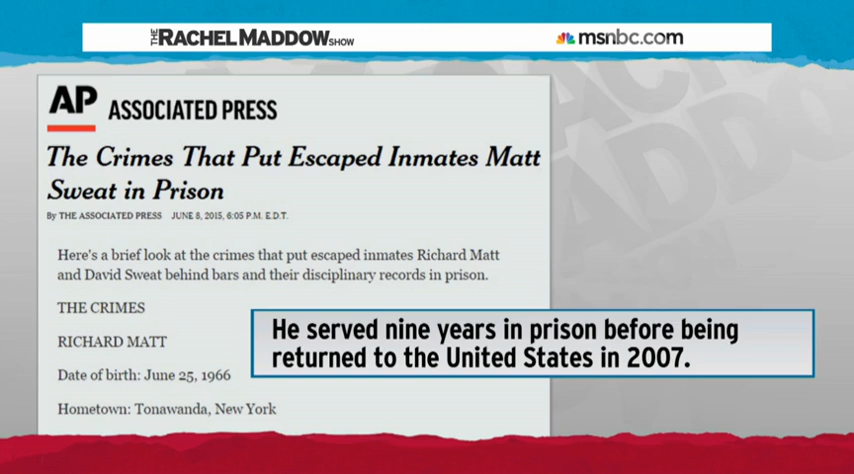 THE RACHEL MADDOW SHOW
msnbc.com
AP ASSOCIATED PRESS
The Crimes That Put Escaped Inmates Matt
Sweat in Prison
By THE ASSOCIATED PRESS JUNE 8, 2015, 6:05 P.M. E.D.T.
Here's a brief look at the crimes that put escaped inmates Richard Matt
and David Sweat behind bars and their disciplinary records in prison.
THE CRIMES
RICHARD MATT
He served nine years in prison before being
returned to the United States in 2007.
Date of birth: June 25, 1966
Hometown: Tonawanda, New York